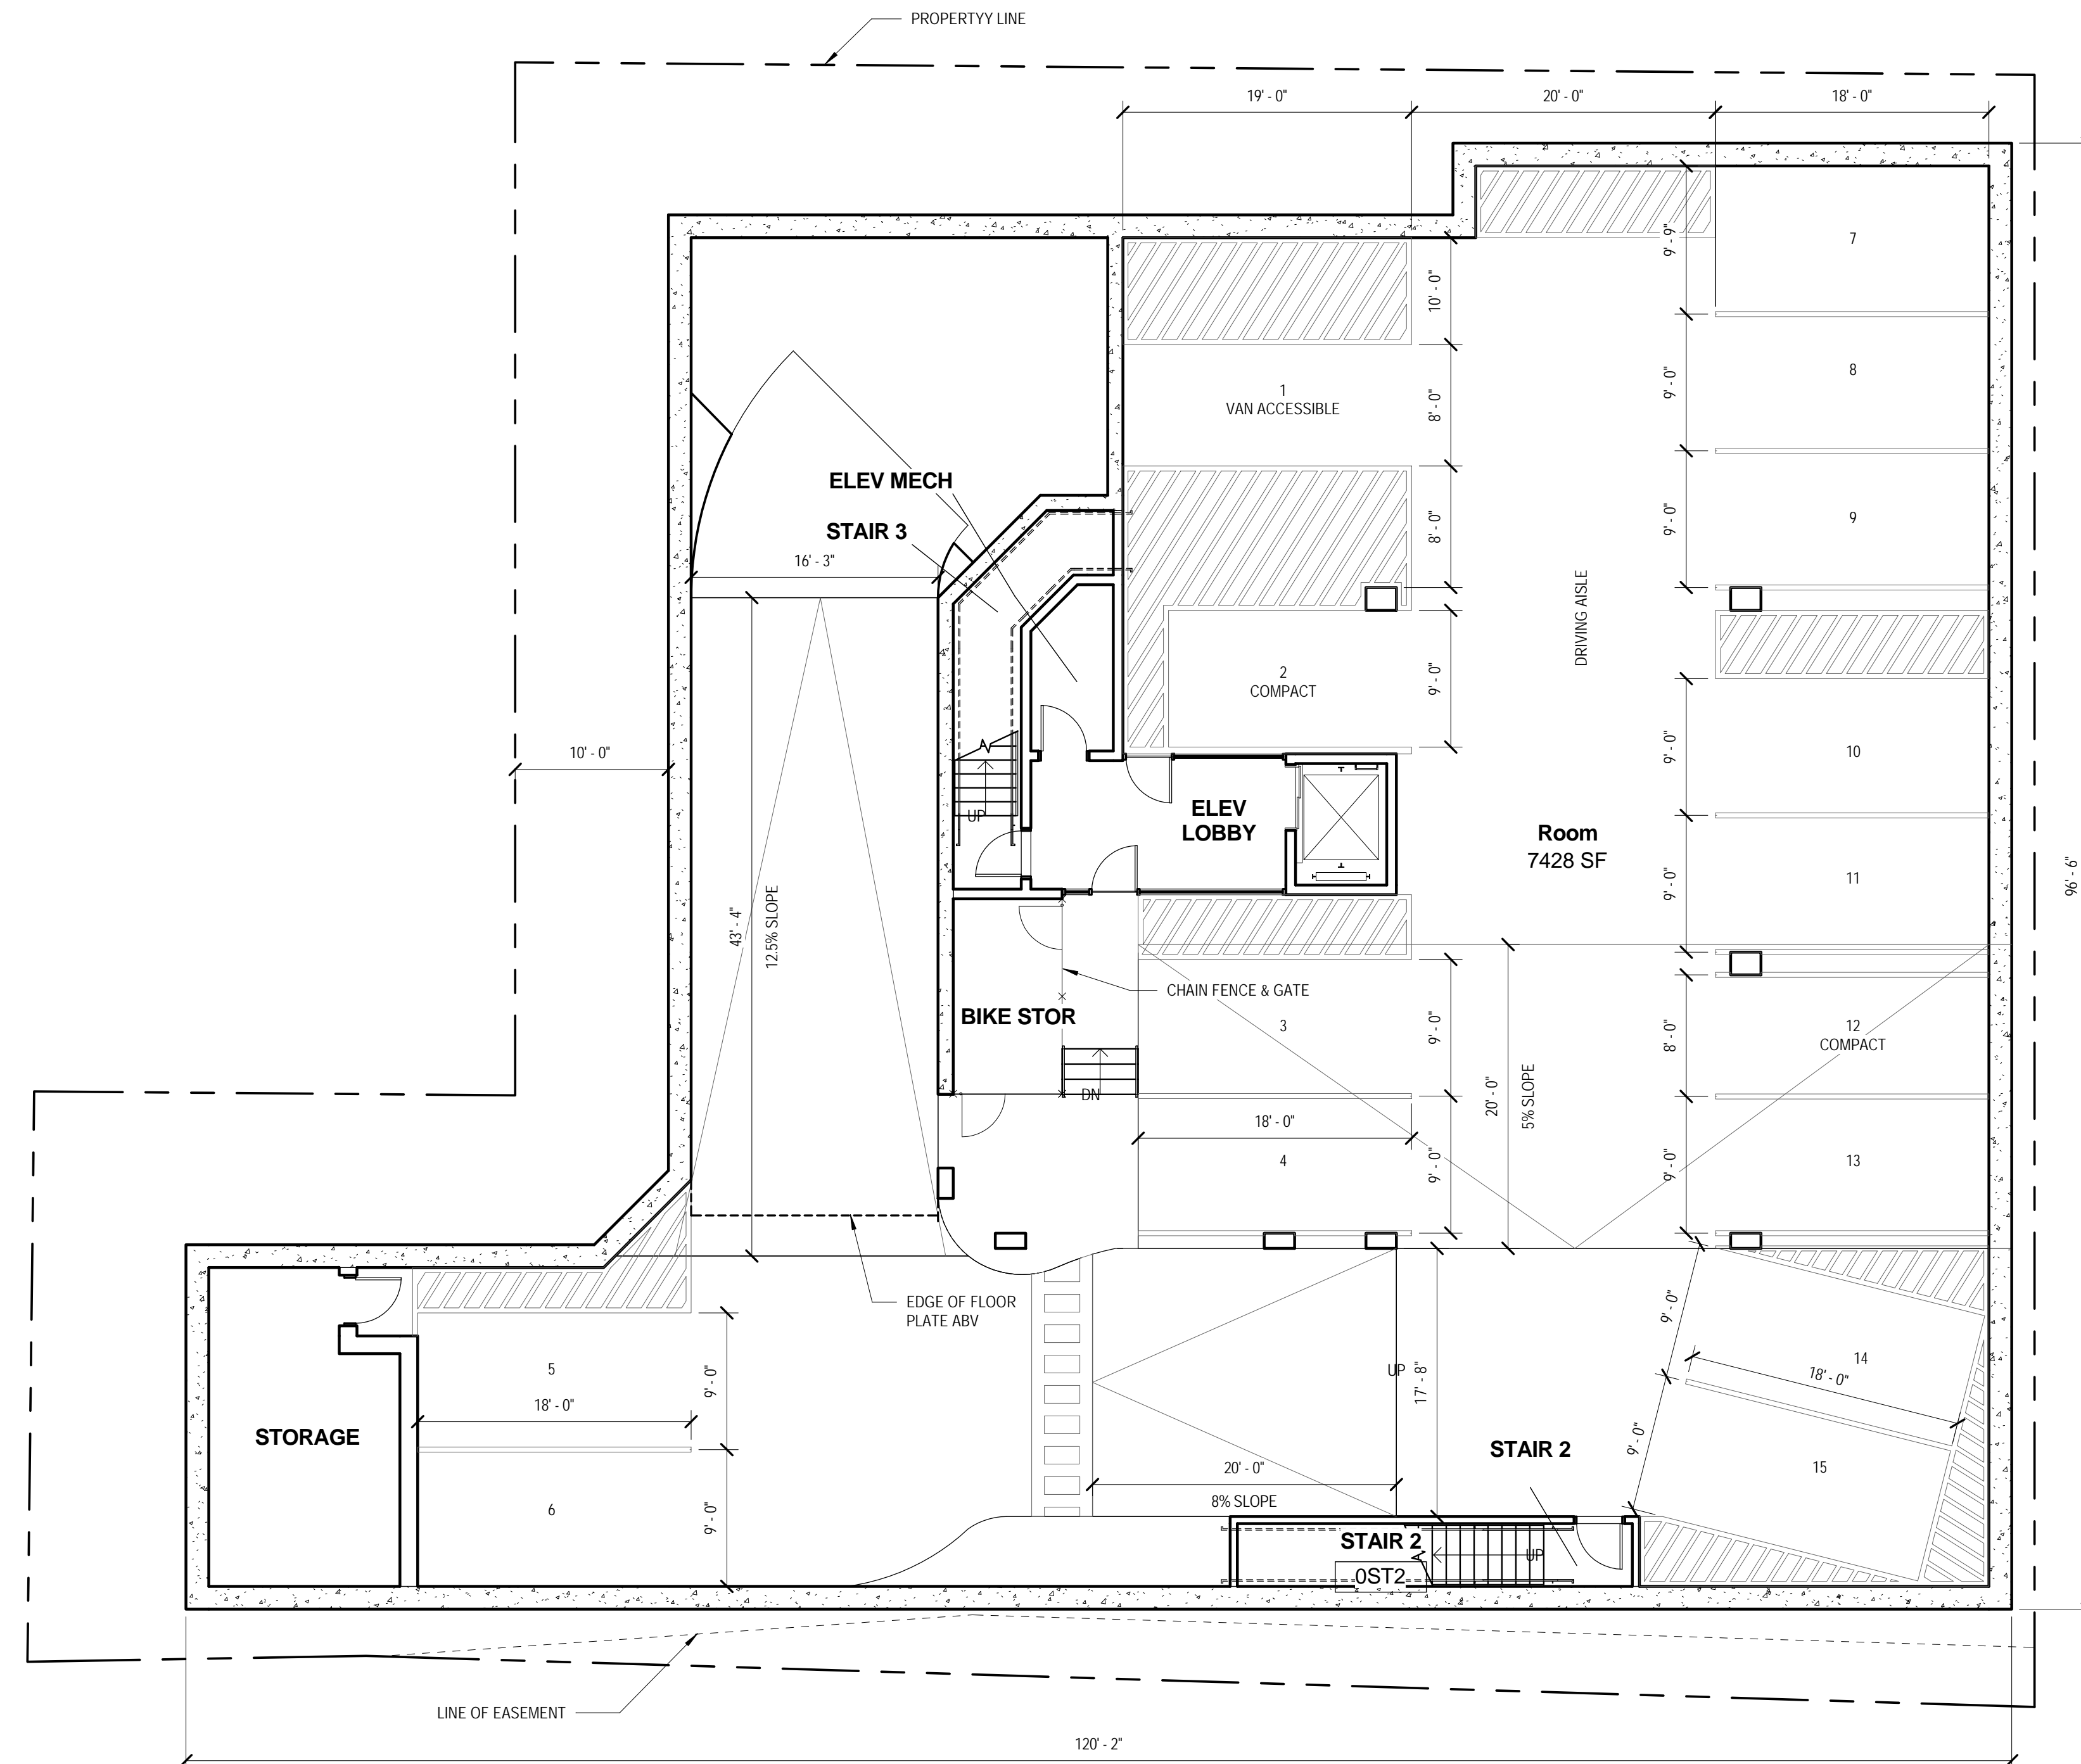 PROPERTYY LINE
19' - 0"
20' - 0"
18' - 0"
9' - 9"
7
10' - 0"
9' - 0"
8
1
VAN ACCESSIBLE
8' - 0"
ELEV MECH
STAIR 3
16' - 3"
8' - 0"
9' - 0"
9
DRIVING AISLE
2
COMPACT
9' - 0"
10' - 0"
9' - 0"
10
UP
ELEV
LOBBY
Room
7428 SF
96' - 6"
43' - 4"
12.5% SLOPE
9' - 0"
11
CHAIN FENCE & GATE
BIKE STOR
3
9' - 0"
8' - 0"
12
COMPACT
DN
20' - 0"
5% SLOPE
18' - 0"
4
9' - 0"
9' - 0"
13
EDGE OF FLOOR
PLATE ABV
9' - 0"
5
18' - 0"
9' - 0"
UP
17' - 8"
14
18' - 0"
STORAGE
STAIR 2
9' - 0"
20' - 0"
8% SLOPE
15
6
9' - 0"
STAIR 2
0ST2
UP
LINE OF EASEMENT
120' - 2"